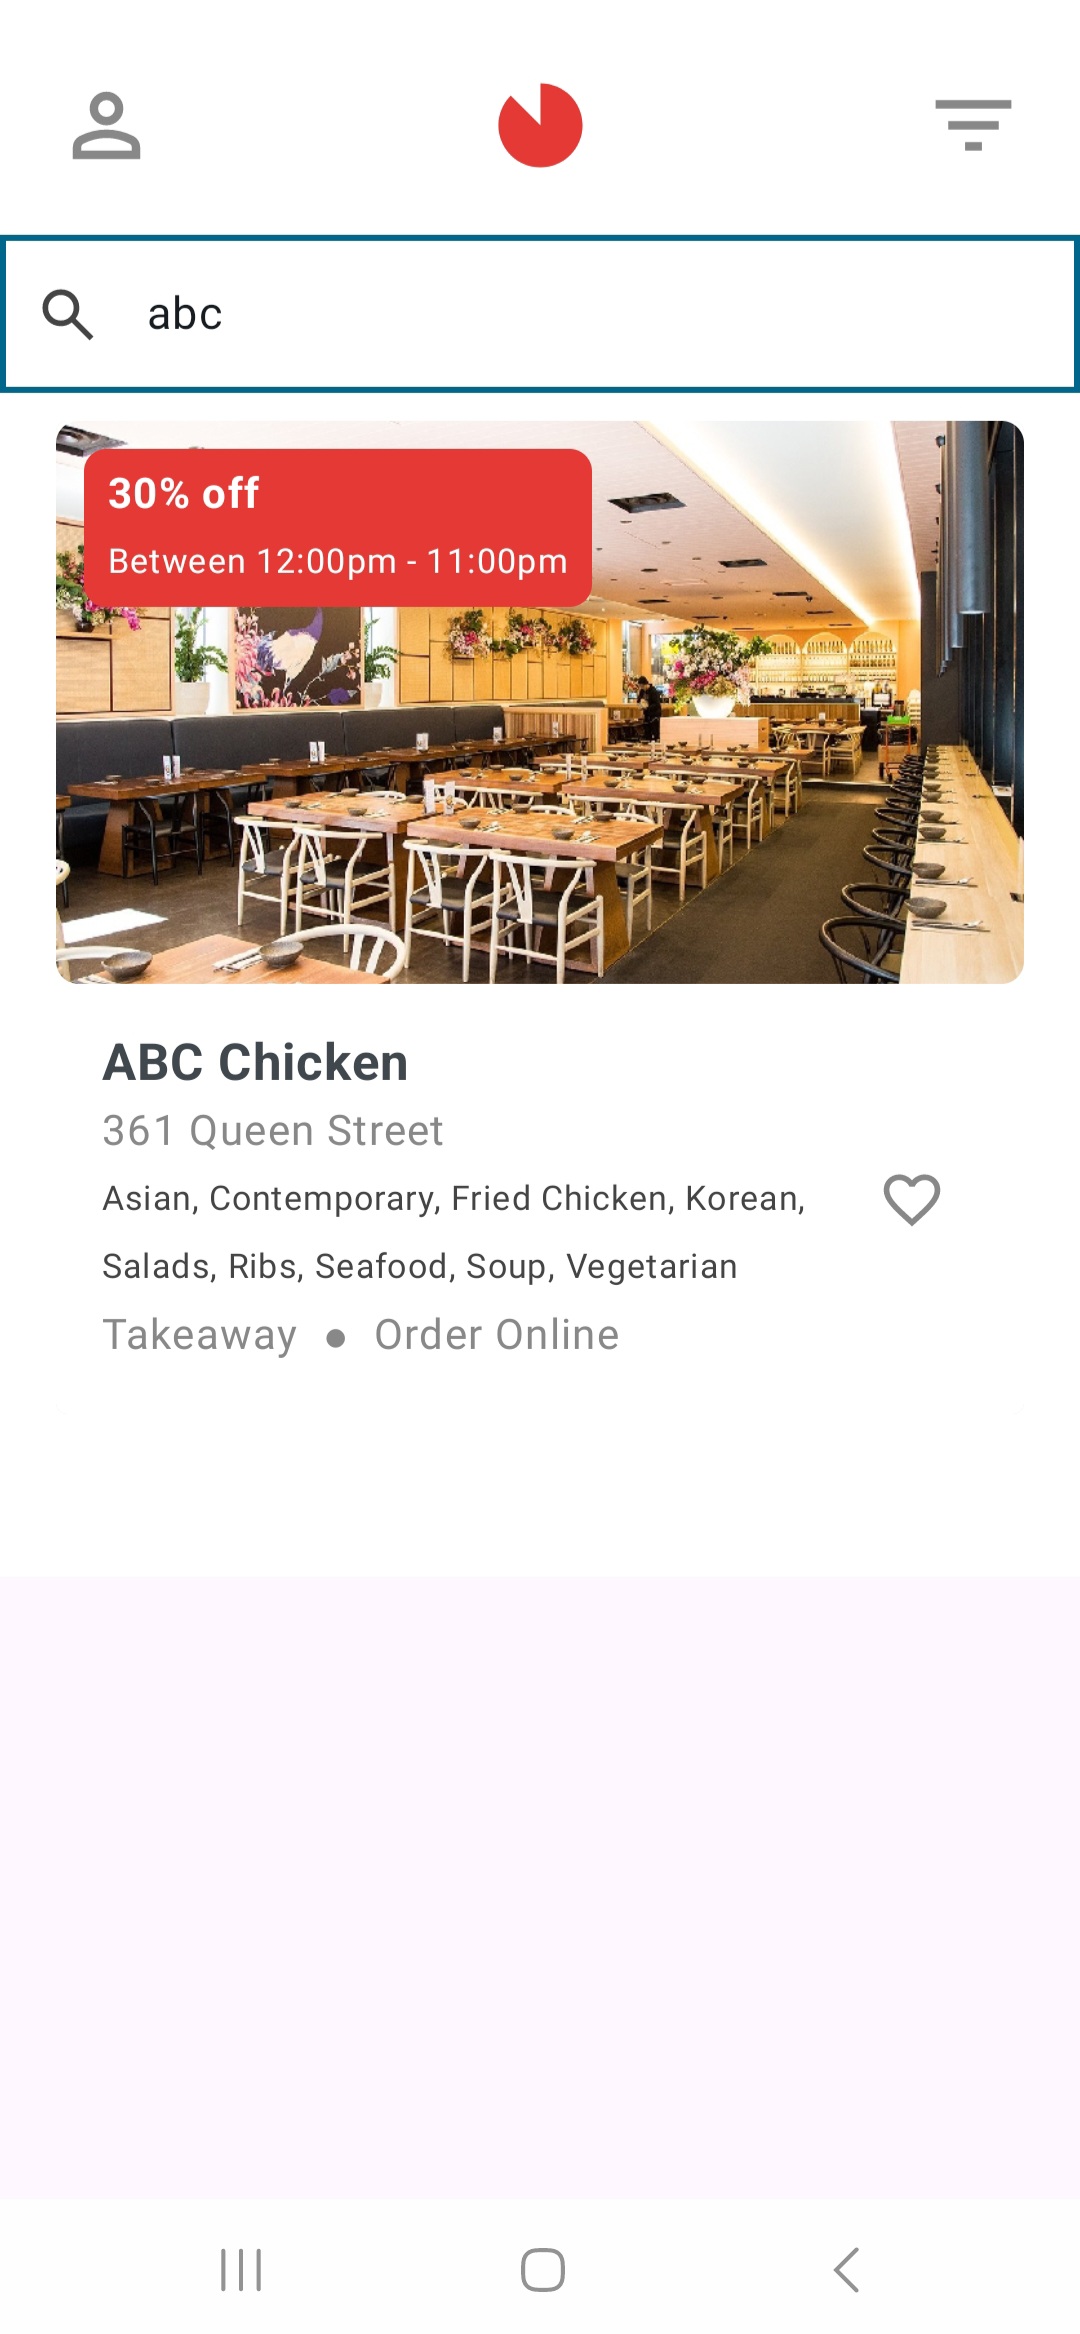 abc
30% off
Between 12:00pm - 11:00pm
ABC Chicken
361 Queen Street
Asian, Contemporary, Fried Chicken, Korean,
Salads, Ribs, Seafood, Soup, Vegetarian
Takeaway ● Order Online